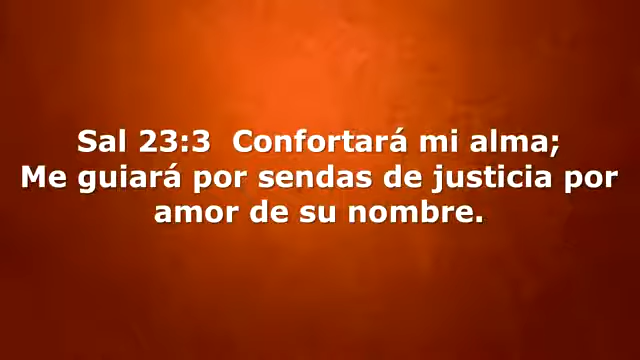 Sal 23:3  Confortará mi alma;
Me guiará por sendas de justicia por
amor de su nombre.